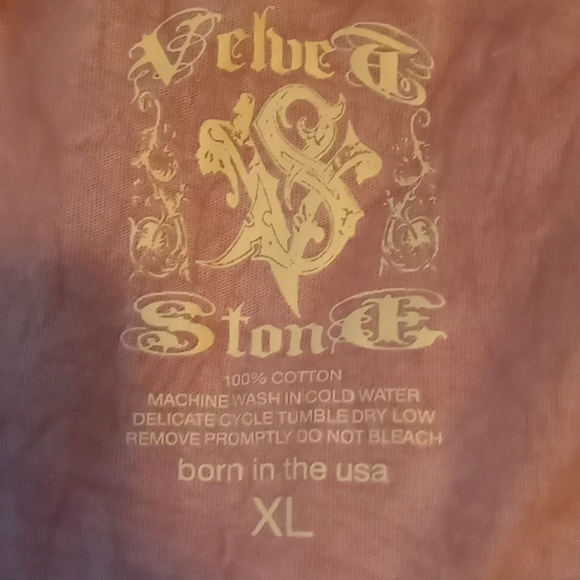 VelveT
VS
StonE
100% COTTON
MACHINE WASH IN COLD WATER
DELICATE CYCLE TUMBLE DRY LOW
REMOVE PROMPTLY DO NOT BLEACH
born in the usa
XL